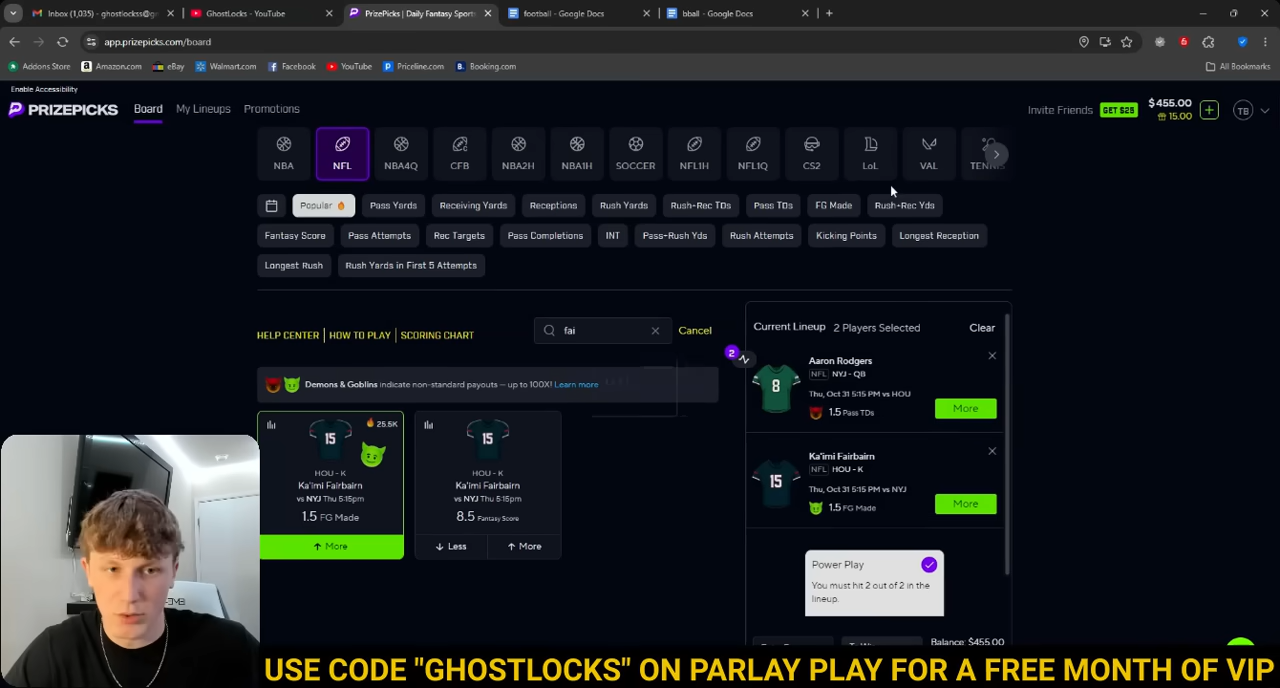 Inbox (1,035) - ghostlockss@g
GhostLocks - YouTube
PrizePicks | Daily Fantasy Sport
football - Google Docs
bball - Google Docs
app.prizepicks.com/board
Addons Store
Amazon.com
eBay
Walmart.com
Facebook
YouTube
Priceline.com
Booking.com
All Bookmarks
Enable Accessibility
PRIZEPICKS
Board
My Lineups
Promotions
Invite Friends
GET $25
$455.00
15.00
TB
NBA
NFL
NBA4Q
CFB
NBA2H
NBA1H
SOCCER
NFL1H
NFL1Q
CS2
LoL
VAL
TENNIS
Popular
Pass Yards
Receiving Yards
Receptions
Rush Yards
Rush+Rec TDs
Pass TDs
FG Made
Rush+Rec Yds
Fantasy Score
Pass Attempts
Rec Targets
Pass Completions
INT
Pass+Rush Yds
Rush Attempts
Kicking Points
Longest Reception
Longest Rush
Rush Yards in First 5 Attempts
HELP CENTER | HOW TO PLAY | SCORING CHART
fai
Cancel
Demons & Goblins indicate non-standard payouts — up to 100X! Learn more
15
25.5K
HOU - K
Ka'imi Fairbairn
vs NYJ Thu 5:15pm
1.5 FG Made
More
15
HOU - K
Ka'imi Fairbairn
vs NYJ Thu 5:15pm
8.5 Fantasy Score
Less
More
Current Lineup
2 Players Selected
Clear
2
8
Aaron Rodgers
NFL NYJ - QB
Thu, Oct 31 5:15 PM vs HOU
1.5 Pass TDs
More
15
Ka'imi Fairbairn
NFL HOU - K
Thu, Oct 31 5:15 PM vs NYJ
1.5 FG Made
More
Power Play
You must hit 2 out of 2 in the
lineup.
Balance: $455.00
USE CODE "GHOSTLOCKS" ON PARLAY PLAY FOR A FREE MONTH OF VIP